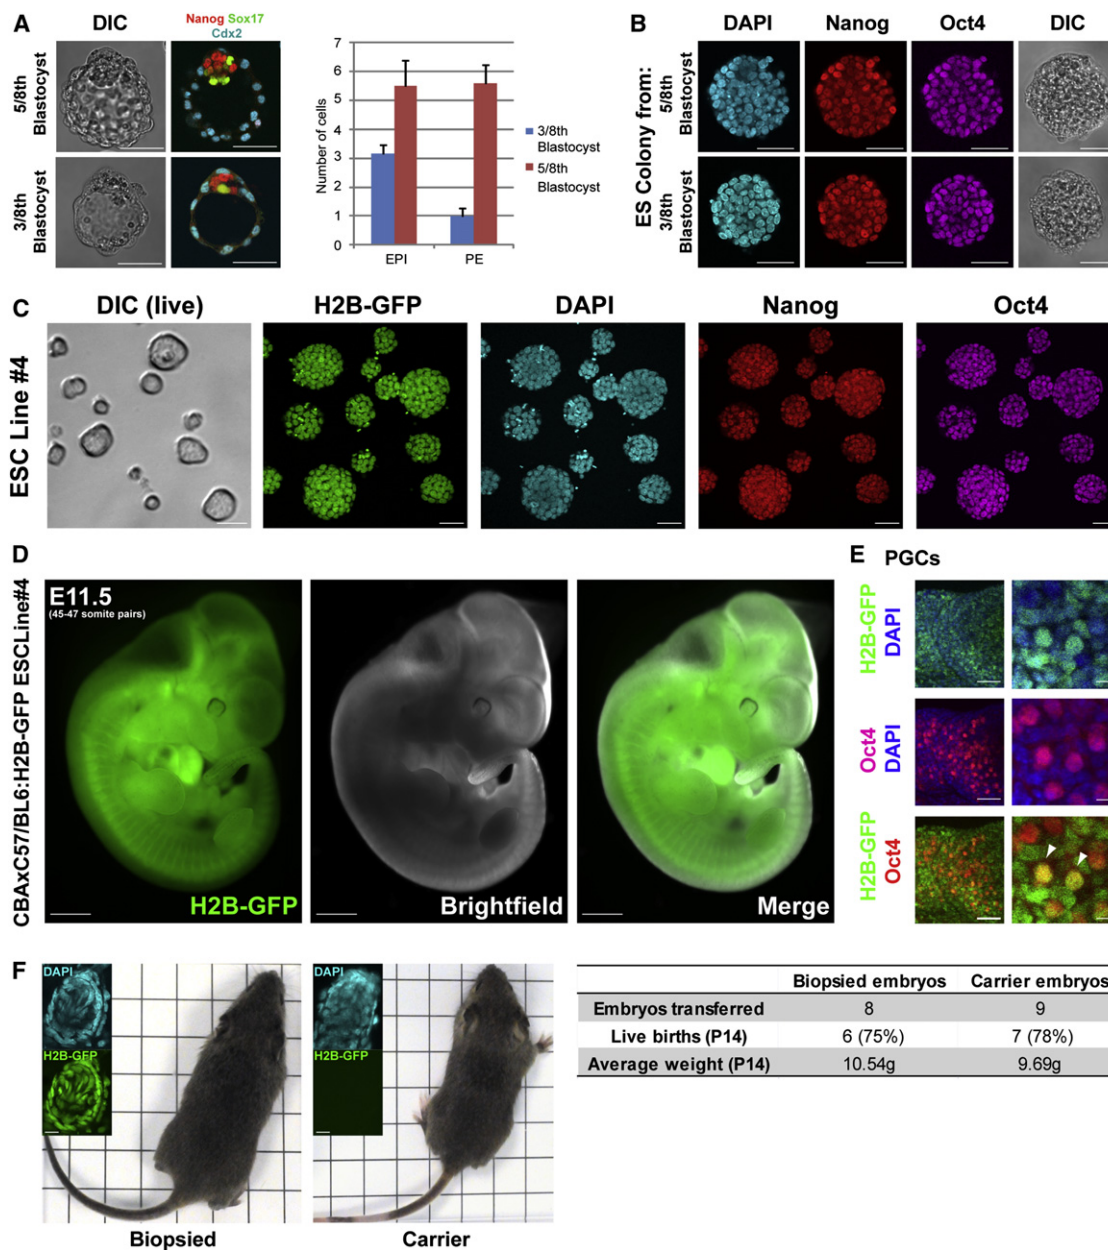 A
DIC
Nanog Sox17
Cdx2
5/8th
Blastocyst
3/8th
Blastocyst
Number of cells
7
6
5
4
3
2
1
0
EPI
PE
3/8th
Blastocyst
5/8th
Blastocyst
B
DAPI
Nanog
Oct4
DIC
ES Colony from:
5/8th
Blastocyst
3/8th
Blastocyst
C
DIC (live)
H2B-GFP
DAPI
Nanog
Oct4
ESC Line #4
D
CBAxC57/BL6:H2B-GFP ESCLine#4
E11.5
(45-47 somite pairs)
H2B-GFP
Brightfield
Merge
E
PGCs
H2B-GFP
DAPI
Oct4
DAPI
H2B-GFP
Oct4
F
DAPI
H2B-GFP
Biopsied
DAPI
H2B-GFP
Carrier
Biopsied embryos Carrier embryos
Embryos transferred 8 9
Live births (P14) 6 (75%) 7 (78%)
Average weight (P14) 10.54g 9.69g